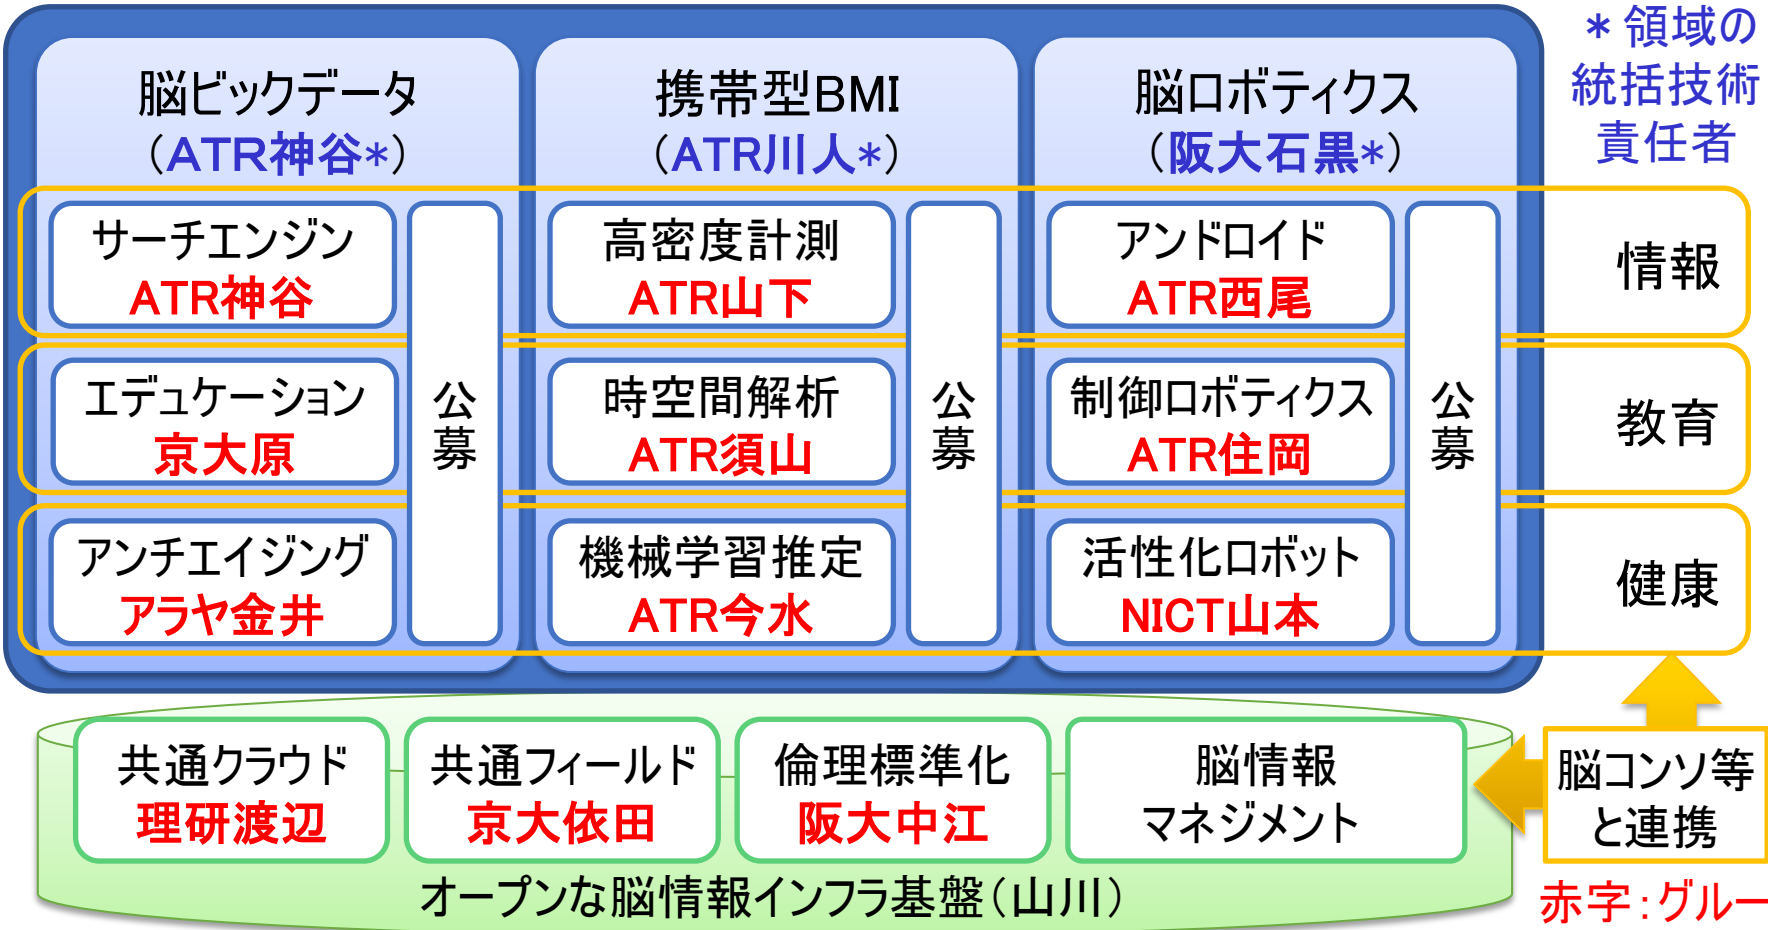 脳ビックデータ
（ATR神谷*）
携帯型BMI
（ATR川人*）
脳ロボティクス
（阪大石黒*）
*領域の
統括技術
責任者
サーチエンジン
ATR神谷
高密度計測
ATR山下
アンドロイド
ATR西尾
情報
エデュケーション
京大原
時空間解析
ATR須山
制御ロボティクス
ATR住岡
教育
アンチエイジング
アラヤ金井
機械学習推定
ATR今水
活性化ロボット
NICT山本
健康
公
募
公
募
公
募
共通クラウド
理研渡辺
共通フィールド
京大依田
倫理標準化
阪大中江
脳情報
マネジメント
脳コンソ等
と連携
オープンな脳情報インフラ基盤（山川）
赤字：グルー